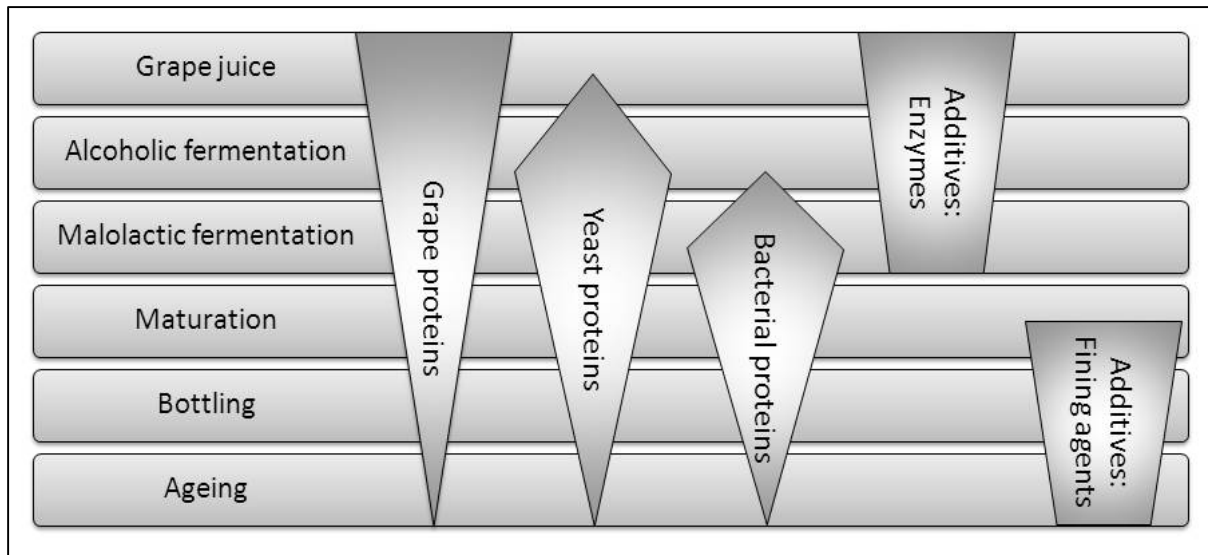 Grape juice
Alcoholic fermentation
Malolactic fermentation
Maturation
Bottling
Ageing
Grape proteins
Yeast proteins
Bacterial proteins
Additives:
Enzymes
Additives:
Fining agents